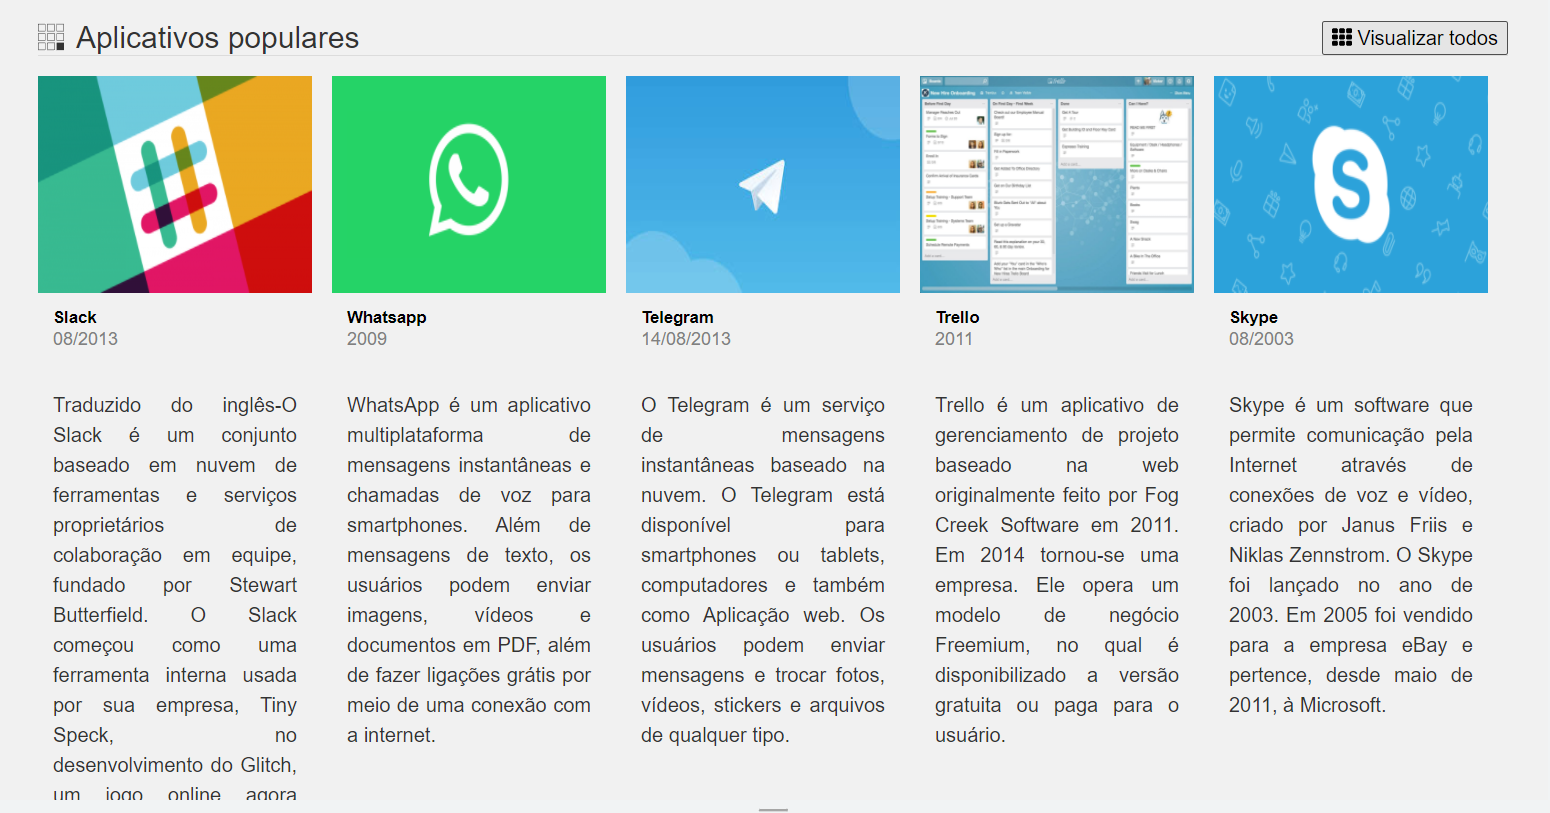 Aplicativos populares
Visualizar todos
Slack
08/2013
Traduzido do inglês-O
Slack é um conjunto
baseado em nuvem de
ferramentas e serviços
proprietários de
colaboração em equipe,
fundado por Stewart
Butterfield. O Slack
começou como uma
ferramenta interna usada
por sua empresa, Tiny
Speck, no
desenvolvimento do Glitch,
um jogo online agora
Whatsapp
2009
WhatsApp é um aplicativo
multiplataforma de
mensagens instantâneas e
chamadas de voz para
smartphones. Além de
mensagens de texto, os
usuários podem enviar
imagens, vídeos e
documentos em PDF, além
de fazer ligações grátis por
meio de uma conexão com
a internet.
Telegram
14/08/2013
O Telegram é um serviço
de mensagens
instantâneas baseado na
nuvem. O Telegram está
disponível para
smartphones ou tablets,
computadores e também
como Aplicação web. Os
usuários podem enviar
mensagens e trocar fotos,
vídeos, stickers e arquivos
de qualquer tipo.
Trello
2011
Trello é um aplicativo de
gerenciamento de projeto
baseado na web
originalmente feito por Fog
Creek Software em 2011.
Em 2014 tornou-se uma
empresa. Ele opera um
modelo de negócio
Freemium, no qual é
disponibilizado a versão
gratuita ou paga para o
usuário.
Skype
08/2003
Skype é um software que
permite comunicação pela
Internet através de
conexões de voz e vídeo,
criado por Janus Friis e
Niklas Zennstrom. O Skype
foi lançado no ano de
2003. Em 2005 foi vendido
para a empresa eBay e
pertence, desde maio de
2011, à Microsoft.